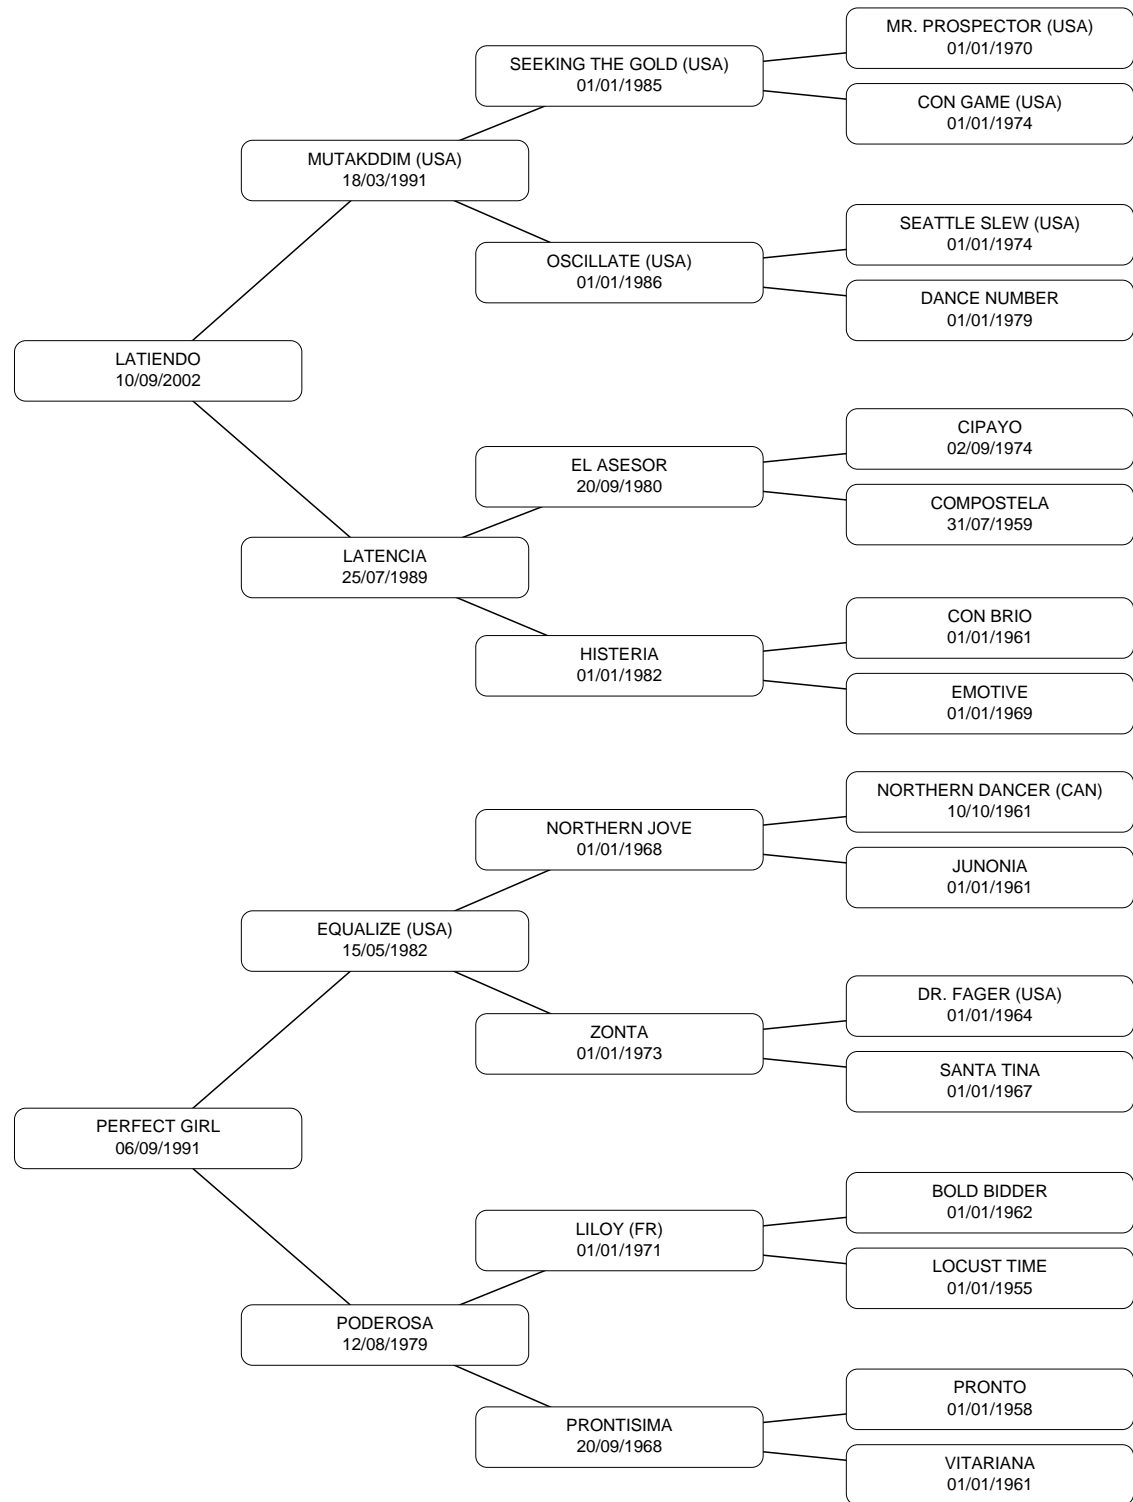 MR. PROSPECTOR (USA)
01/01/1970
SEEKING THE GOLD (USA)
01/01/1985
CON GAME (USA)
01/01/1974
MUTAKDDIM (USA)
18/03/1991
SEATTLE SLEW (USA)
01/01/1974
OSCILLATE (USA)
01/01/1986
DANCE NUMBER
01/01/1979
LATIENDO
10/09/2002
CIPAYO
02/09/1974
EL ASESOR
20/09/1980
COMPOSTELA
31/07/1959
LATENCIA
25/07/1989
CON BRIO
01/01/1961
HISTERIA
01/01/1982
EMOTIVE
01/01/1969
NORTHERN DANCER (CAN)
10/10/1961
NORTHERN JOVE
01/01/1968
JUNONIA
01/01/1961
EQUALIZE (USA)
15/05/1982
DR. FAGER (USA)
01/01/1964
ZONTA
01/01/1973
SANTA TINA
01/01/1967
PERFECT GIRL
06/09/1991
BOLD BIDDER
01/01/1962
LILOY (FR)
01/01/1971
LOCUST TIME
01/01/1955
PODEROSA
12/08/1979
PRONTO
01/01/1958
PRONTISIMA
20/09/1968
VITARIANA
01/01/1961